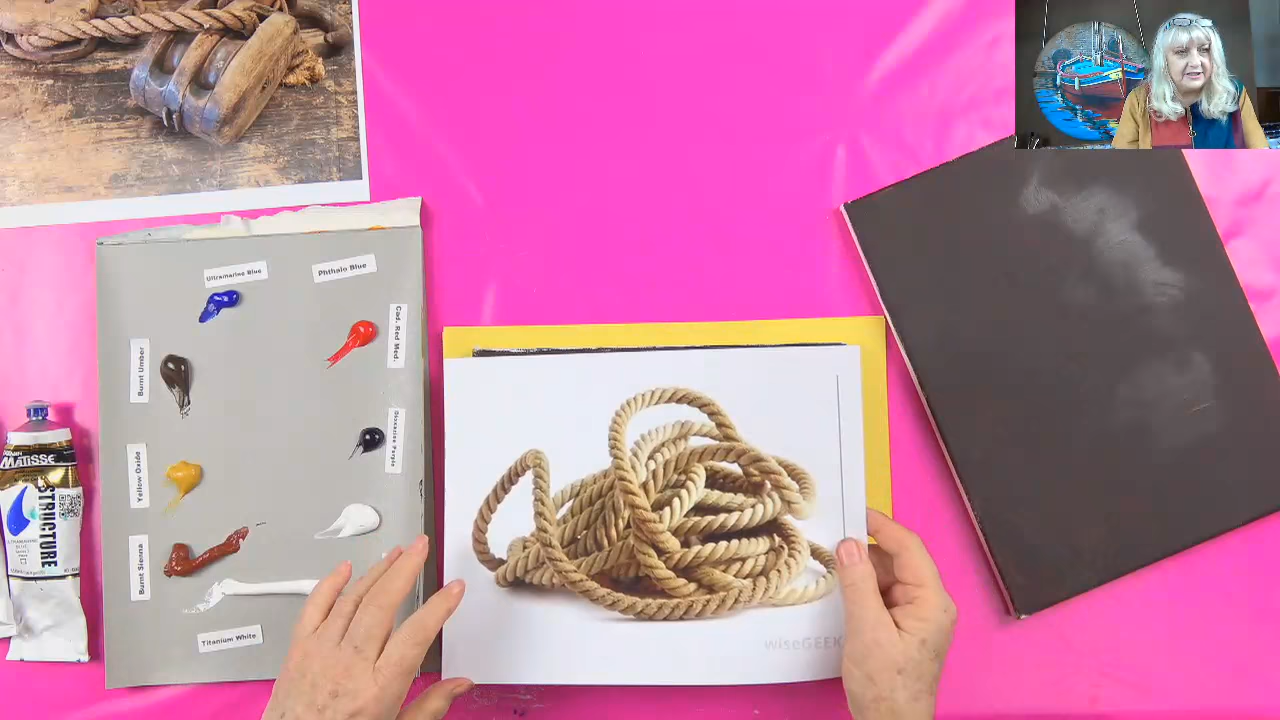 Ultramarine Blue
Phthalo Blue
Cad. Red Med.
Burnt Umber
Dioxazine Purple
Yellow Oxide
Burnt Sienna
Titanium White
MATISSE
STRUCTURE
wiseGEEK